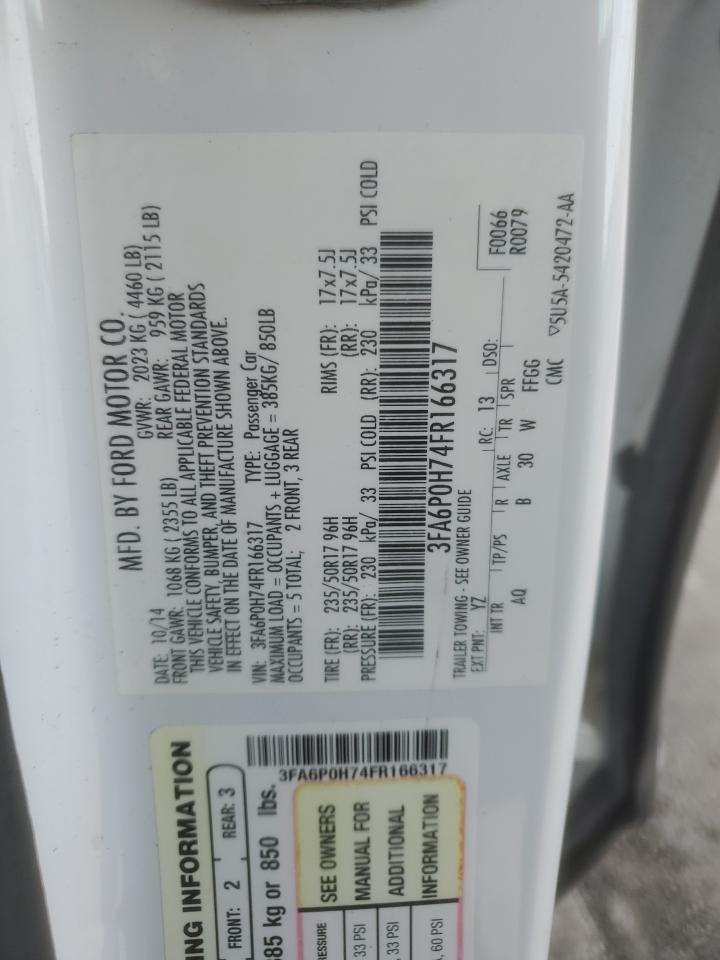 MFD. BY FORD MOTOR CO.
DATE: 10/14 GVWR: 2023 KG ( 4460 LB)
FRONT GAWR: 1068 KG ( 2355 LB) REAR GAWR: 959 KG ( 2115 LB)
THIS VEHICLE CONFORMS TO ALL APPLICABLE FEDERAL MOTOR
VEHICLE SAFETY, BUMPER, AND THEFT PREVENTION STANDARDS
IN EFFECT ON THE DATE OF MANUFACTURE SHOWN ABOVE.
VIN: 3FA6P0H74FR166317 TYPE: Passenger Car
MAXIMUM LOAD = OCCUPANTS + LUGGAGE = 385KG/ 850LB
OCCUPANTS = 5 TOTAL; 2 FRONT, 3 REAR
TIRE (FR): 235/50R17 96H RIMS (FR): 17x7.5J
(RR): 235/50R17 96H (RR): 17x7.5J
PRESSURE (FR): 230 kPa/ 33 PSI COLD (RR): 230 kPa/ 33 PSI COLD
3FA6P0H74FR166317
TRAILER TOWING - SEE OWNER GUIDE
EXT PNT: YZ RC: 13 DSO: F0066
R0079
INT TR TP/PS R AXLE TR SPR
AQ B 30 W FFGG
CMC ▽5U5A-5420472-AA
3FA6P0H74FR166317
ING INFORMATION
FRONT: 2 REAR: 3
385 kg or 850 lbs.
PRESSURE SEE OWNERS
33 PSI MANUAL FOR
33 PSI ADDITIONAL
60 PSI INFORMATION